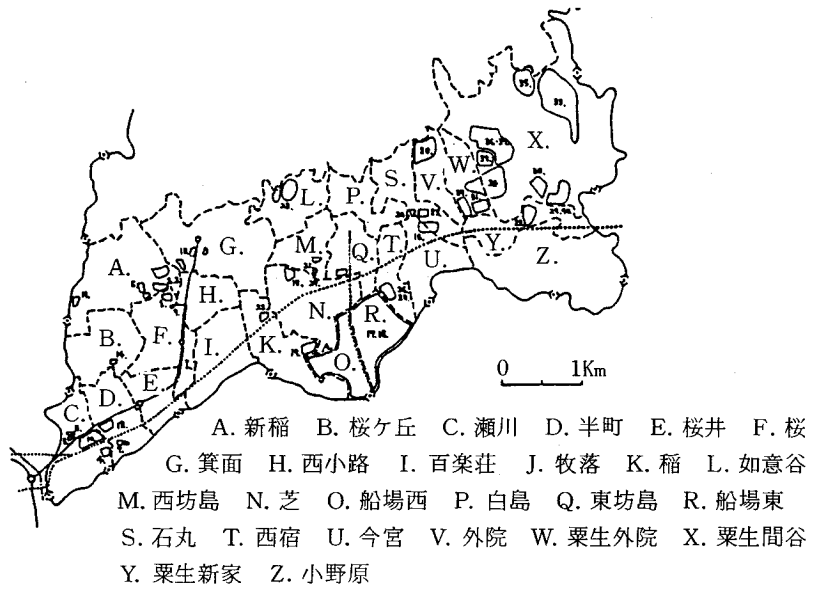 X.
W
S.
V.
P.
L.
G.
M.
Q.
T
U
Y
Z.
A.
H.
N.
R.
B.
F.
I.
K.
O.
E
D.
C.
0 1Km
A. 新稲 B. 桜ケ丘 C. 瀬川 D. 半町 E. 桜井 F. 桜
G. 箕面 H. 西小路 I. 百楽荘 J. 牧落 K. 稲 L. 如意谷
M. 西坊島 N. 芝 O. 船場西 P. 白島 Q. 東坊島 R. 船場東
S. 石丸 T. 西宿 U. 今宮 V. 外院 W. 粟生外院 X. 粟生間谷
Y. 粟生新家 Z. 小野原